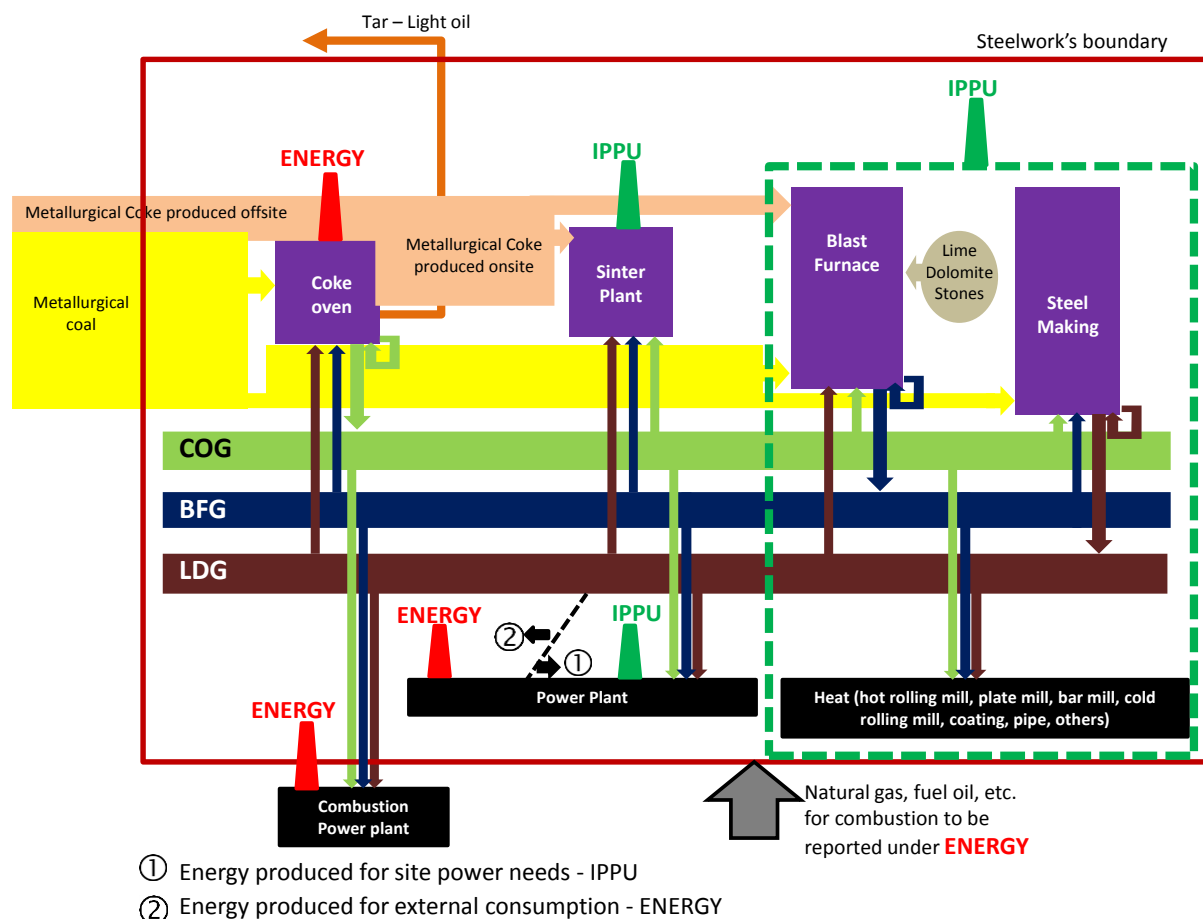 Tar – Light oil
Steelwork's boundary
IPPU
ENERGY
IPPU
Metallurgical Coke produced offsite
Metallurgical Coke
produced onsite
Metallurgical
coal
Coke
oven
Sinter
Plant
Blast
Furnace
Lime
Dolomite
Stones
Steel
Making
COG
BFG
LDG
ENERGY
②
①
IPPU
Power Plant
Heat (hot rolling mill, plate mill, bar mill, cold
rolling mill, coating, pipe, others)
ENERGY
Combustion
Power plant
Natural gas, fuel oil, etc.
for combustion to be
reported under ENERGY
① Energy produced for site power needs - IPPU
② Energy produced for external consumption - ENERGY